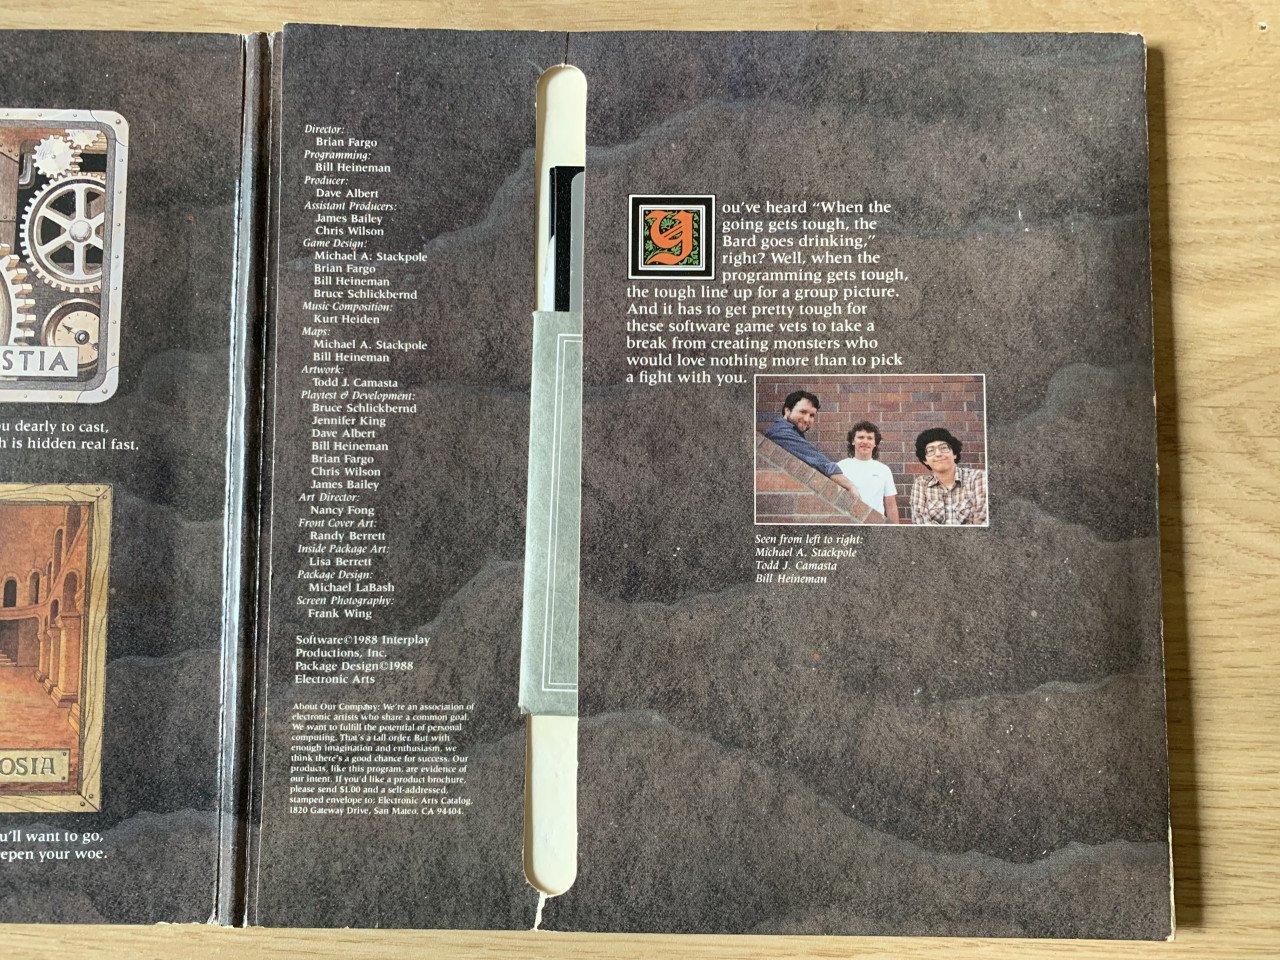 STIA
u dearly to cast,
h is hidden real fast.
OSIA
u'll want to go,
epen your woe.
Director:
Brian Fargo
Programming:
Bill Heineman
Producer:
Dave Albert
Assistant Producers:
James Bailey
Chris Wilson
Game Design:
Michael A. Stackpole
Brian Fargo
Bill Heineman
Bruce Schlickbernd
Music Composition:
Kurt Heiden
Maps:
Michael A. Stackpole
Bill Heineman
Artwork:
Todd J. Camasta
Playtest & Development:
Bruce Schlickbernd
Jennifer King
Dave Albert
Bill Heineman
Brian Fargo
Chris Wilson
James Bailey
Art Director:
Nancy Fong
Front Cover Art:
Randy Berrett
Inside Package Art:
Lisa Berrett
Package Design:
Michael LaBash
Screen Photography:
Frank Wing
Software©1988 Interplay
Productions, Inc.
Package Design©1988
Electronic Arts
About Our Company: We're an association of
electronic artists who share a common goal.
We want to fulfill the potential of personal
computing. That's a tall order. But with
enough imagination and enthusiasm, we
think there's a good chance for success. Our
products, like this program, are evidence of
our intent. If you'd like a product brochure,
please send $1.00 and a self-addressed,
stamped envelope to: Electronic Arts Catalog,
1820 Gateway Drive, San Mateo, CA 94404.
You've heard “When the
going gets tough, the
Bard goes drinking,”
right? Well, when the
programming gets tough,
the tough line up for a group picture.
And it has to get pretty tough for
these software game vets to take a
break from creating monsters who
would love nothing more than to pick
a fight with you.
Seen from left to right:
Michael A. Stackpole
Todd J. Camasta
Bill Heineman